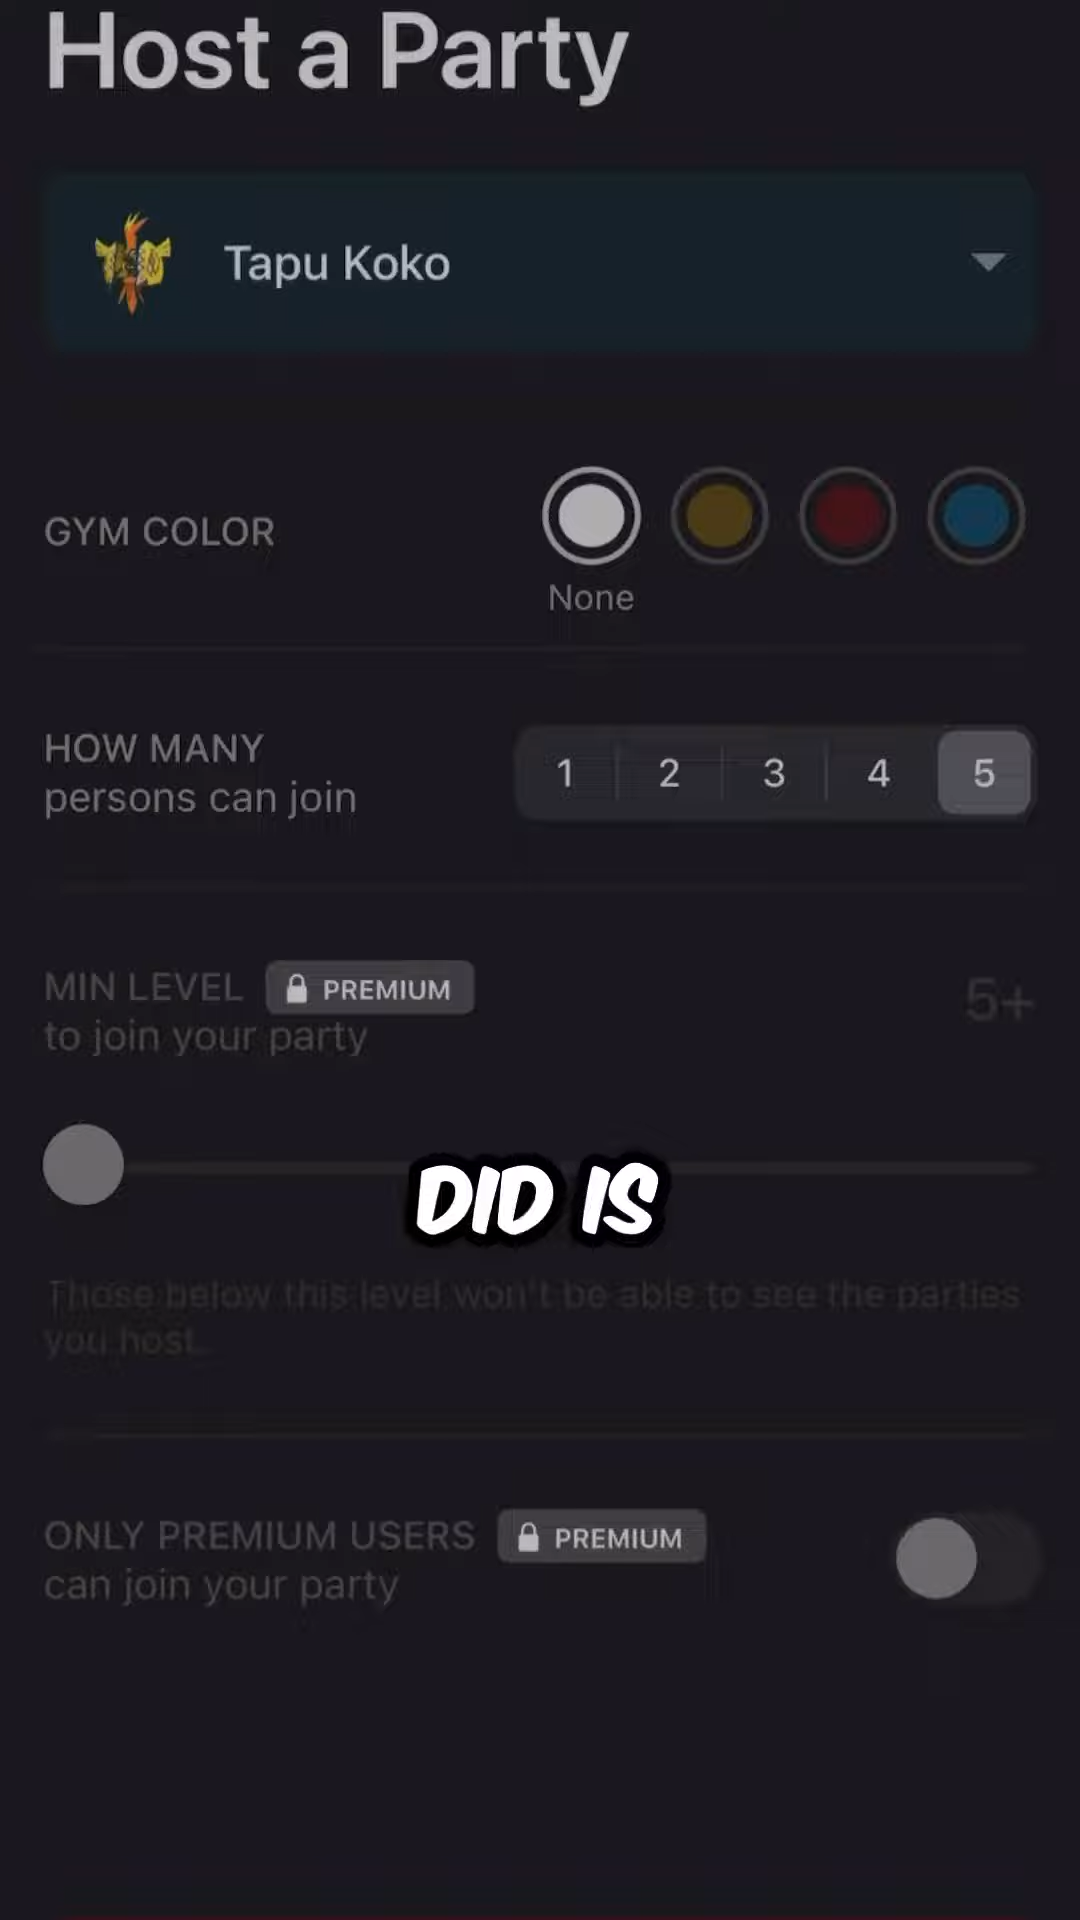 Host a Party
Tapu Koko
GYM COLOR
None
HOW MANY
persons can join
1 2 3 4 5
MIN LEVEL PREMIUM
5+
to join your party
DID IS
Those below this level won't be able to see the parties
you host.
ONLY PREMIUM USERS PREMIUM
can join your party